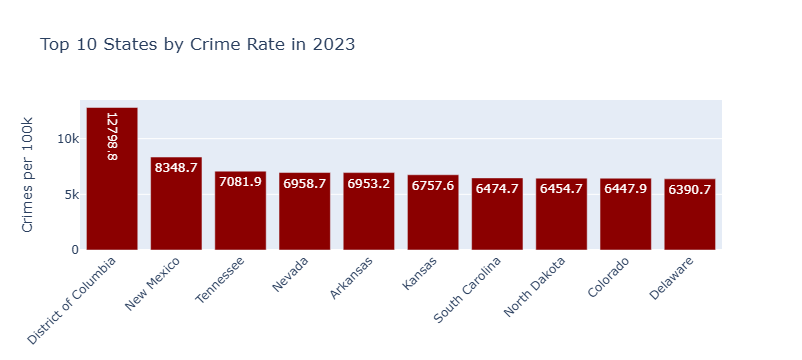 Top 10 States by Crime Rate in 2023
Crimes per 100k
10k
5k
0
12798.8
8348.7
7081.9
6958.7
6953.2
6757.6
6474.7
6454.7
6447.9
6390.7
District of Columbia
New Mexico
Tennessee
Nevada
Arkansas
Kansas
South Carolina
North Dakota
Colorado
Delaware